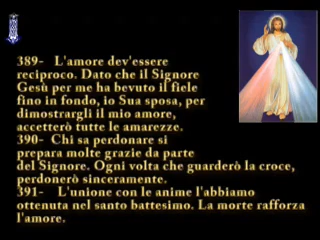 389-   L'amore dev'essere
reciproco. Dato che il Signore
Gesù per me ha bevuto il fiele
fino in fondo, io Sua sposa, per
dimostrargli il mio amore,
accetterò tutte le amarezze.
390-  Chi sa perdonare si
prepara molte grazie da parte
del Signore. Ogni volta che guarderò la croce,
perdonerò sinceramente.
391-   L'unione con le anime l'abbiamo
ottenuta nel santo battesimo. La morte rafforza
l'amore.